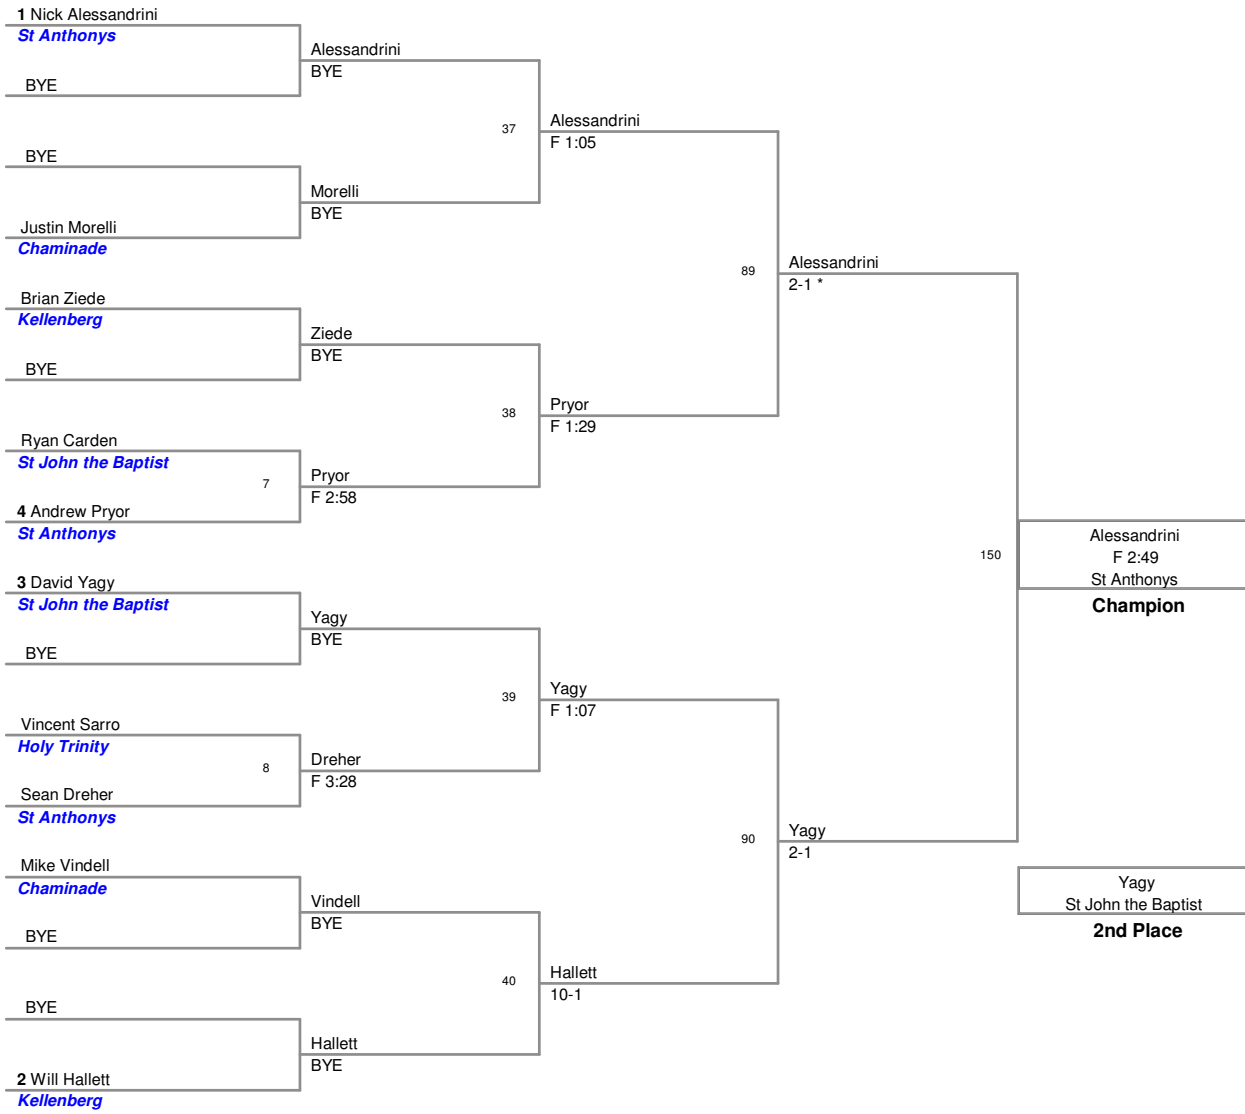 1 Nick Alessandrini
St Anthonys
BYE
BYE
Justin Morelli
Chaminade
Brian Ziede
Kellenberg
BYE
Ryan Carden
St John the Baptist
7
4 Andrew Pryor
St Anthonys
3 David Yagy
St John the Baptist
BYE
Vincent Sarro
Holy Trinity
8
Sean Dreher
St Anthonys
Mike Vindell
Chaminade
BYE
BYE
2 Will Hallett
Kellenberg
Alessandrini
BYE
37
Morelli
BYE
Ziede
BYE
38
Pryor
F 2:58
Yagy
BYE
39
Dreher
F 3:28
Vindell
BYE
40
Hallett
BYE
Alessandrini
F 1:05
89
Pryor
F 1:29
Yagy
F 1:07
90
Hallett
10-1
Alessandrini
2-1 *
150
Yagy
2-1
Alessandrini
F 2:49
St Anthonys
Champion
Yagy
St John the Baptist
2nd Place